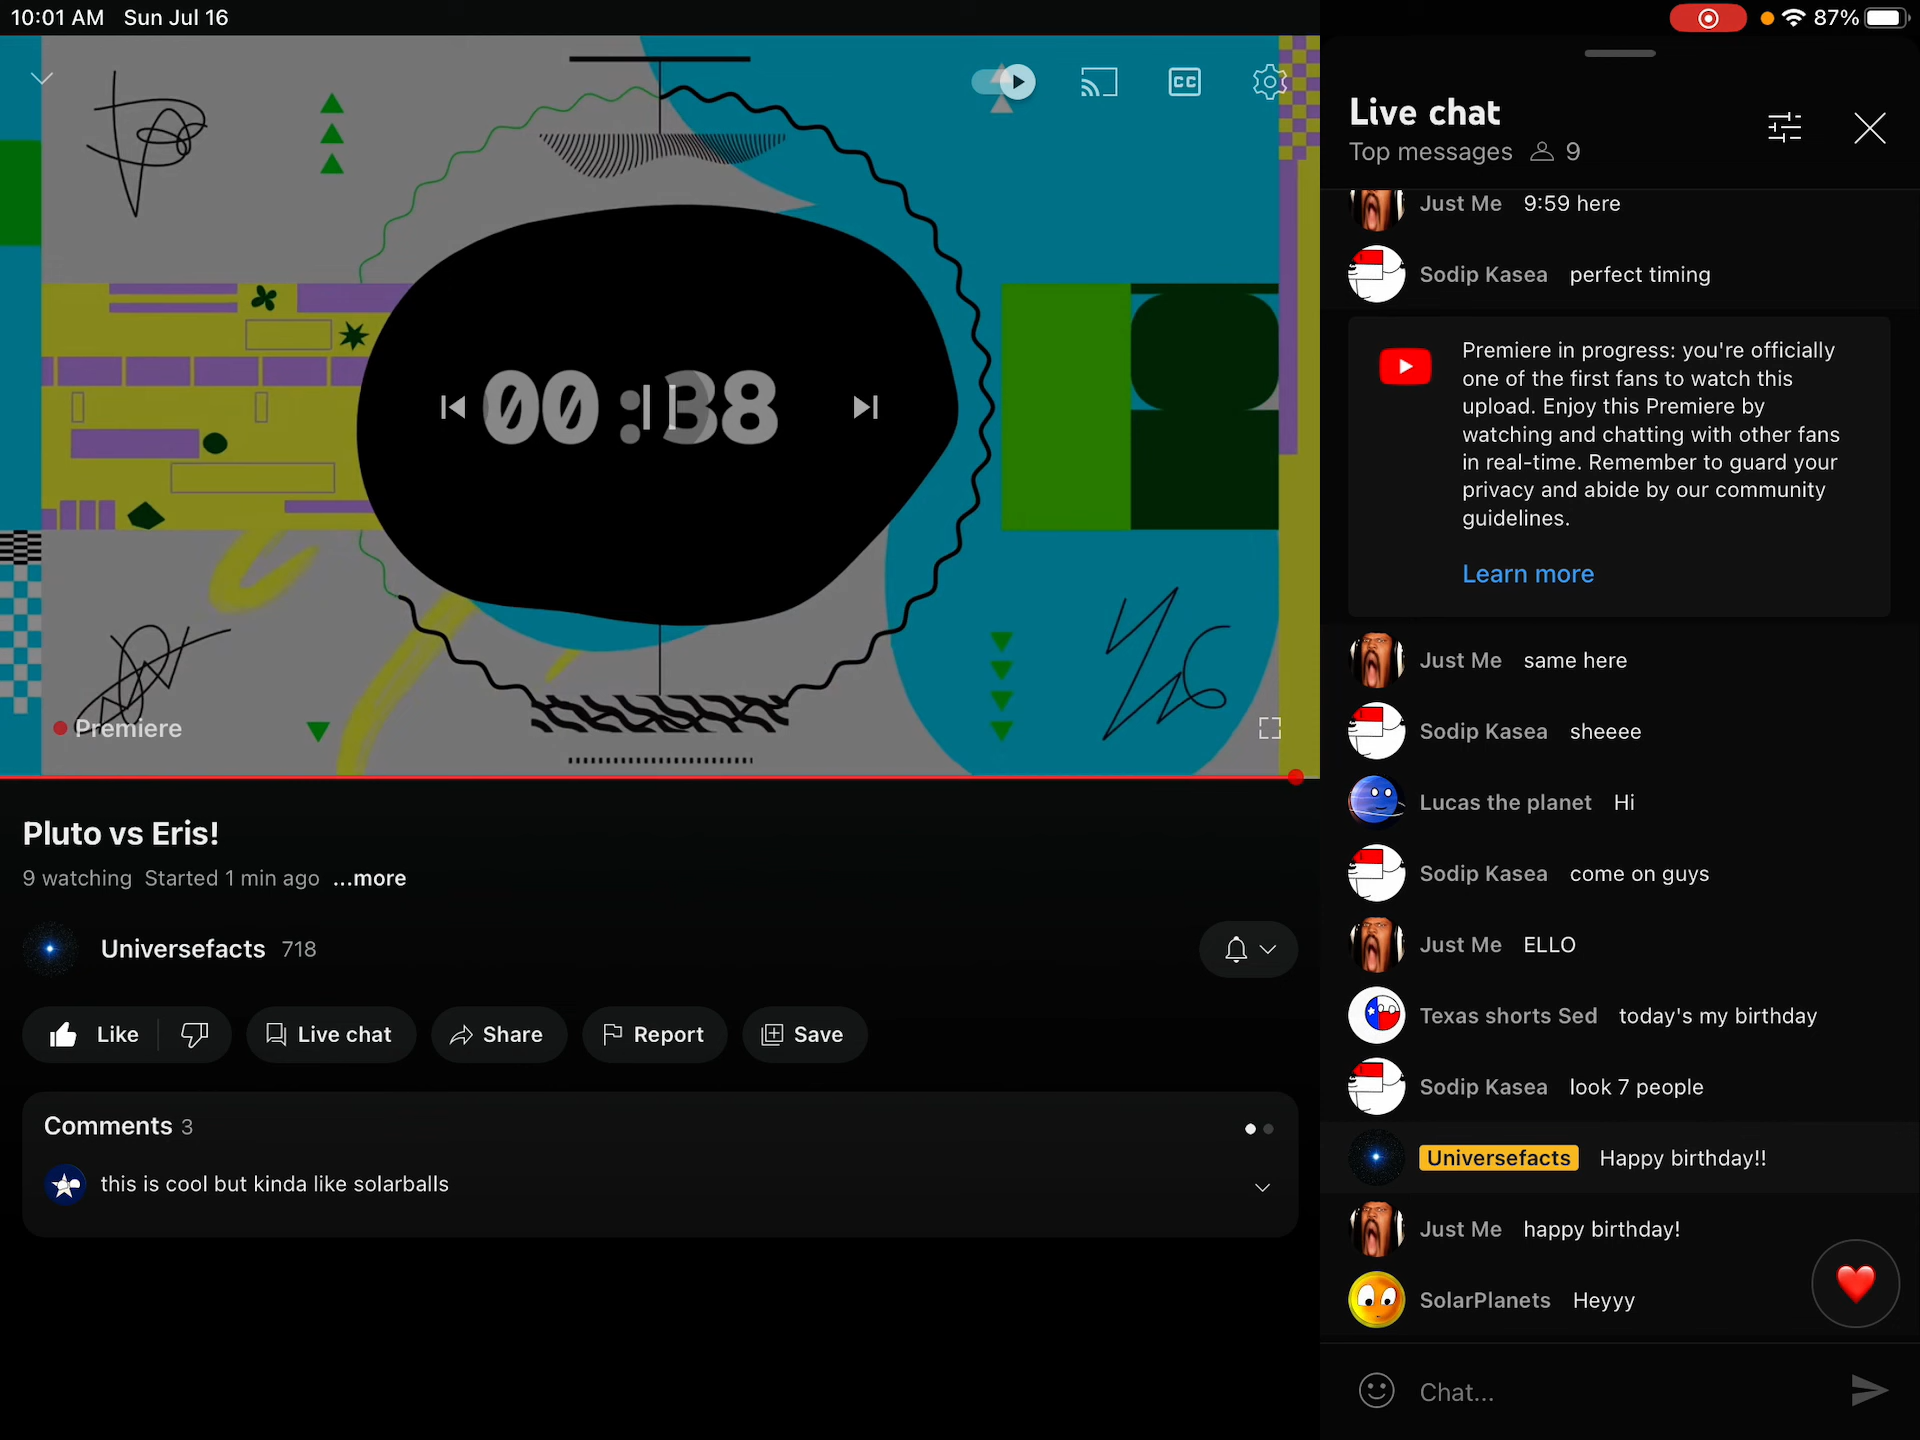 10:01 AM Sun Jul 16
87%
CC
00:38
Premiere
Pluto vs Eris!
9 watching Started 1 min ago ...more
Universefacts 718
Like
Live chat
Share
Report
Save
Comments 3
this is cool but kinda like solarballs
Live chat
Top messages 9
Just Me 9:59 here
Sodip Kasea perfect timing
Premiere in progress: you're officially
one of the first fans to watch this
upload. Enjoy this Premiere by
watching and chatting with other fans
in real-time. Remember to guard your
privacy and abide by our community
guidelines.
Learn more
Just Me same here
Sodip Kasea sheeee
Lucas the planet Hi
Sodip Kasea come on guys
Just Me ELLO
Texas shorts Sed today's my birthday
Sodip Kasea look 7 people
Universefacts Happy birthday!!
Just Me happy birthday!
SolarPlanets Heyyy
Chat...